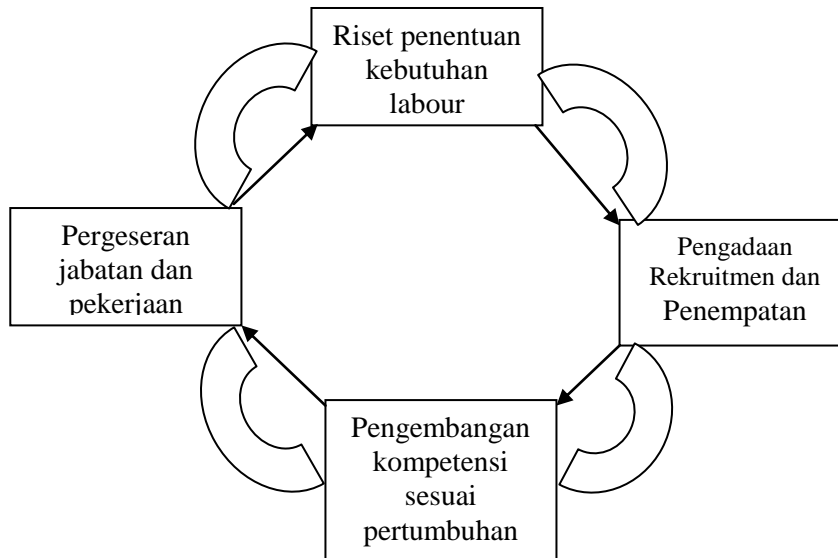 Riset penentuan
kebutuhan
labour
Pengadaan
Rekruitmen dan
Penempatan
Pengembangan
kompetensi
sesuai
pertumbuhan
Pergeseran
jabatan dan
pekerjaan